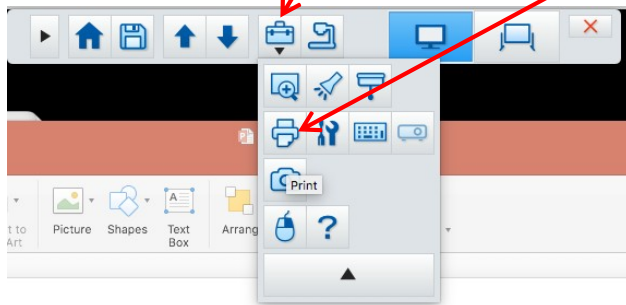 Print
t to
Art
Picture
Shapes
Text
Box
Arrang
?